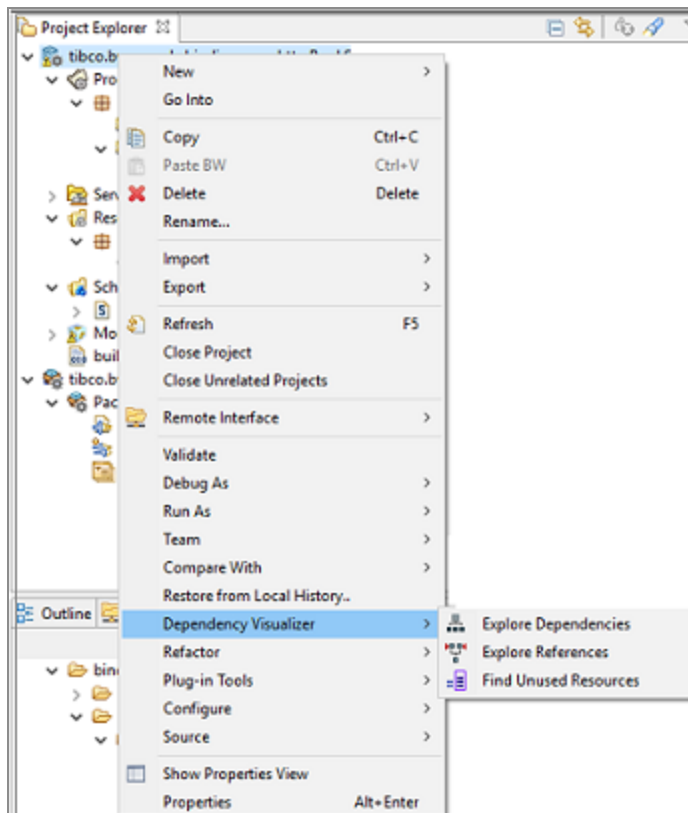 Project Explorer
tibco.b
New
Pro
Go Into
Copy Ctrl+C
Paste BW Ctrl+V
Ser
Delete Delete
Res
Rename...
Import
Sch
Export
S
Refresh F5
Mo
Close Project
buil
Close Unrelated Projects
tibco.b
Pac
Remote Interface
Validate
Debug As
Run As
Team
Compare With
Restore from Local History..
Outline
Dependency Visualizer
Explore Dependencies
Refactor
Explore References
bin
Plug-in Tools
Find Unused Resources
Configure
Source
Show Properties View
Properties Alt+Enter